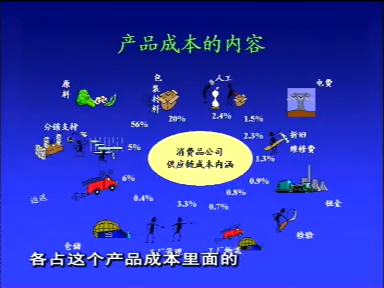 产品成本的内容
原料
包装材料
人工
电费
56%
20%
2.4%
1.5%
分销支持
5%
2.3%
折旧
维修费
消费品公司
供应链成本内涵
1.3%
6%
0.9%
0.8%
租金
运送
0.4%
3.3%
0.7%
检验
仓储
工厂管理
各占这个产品成本里面的